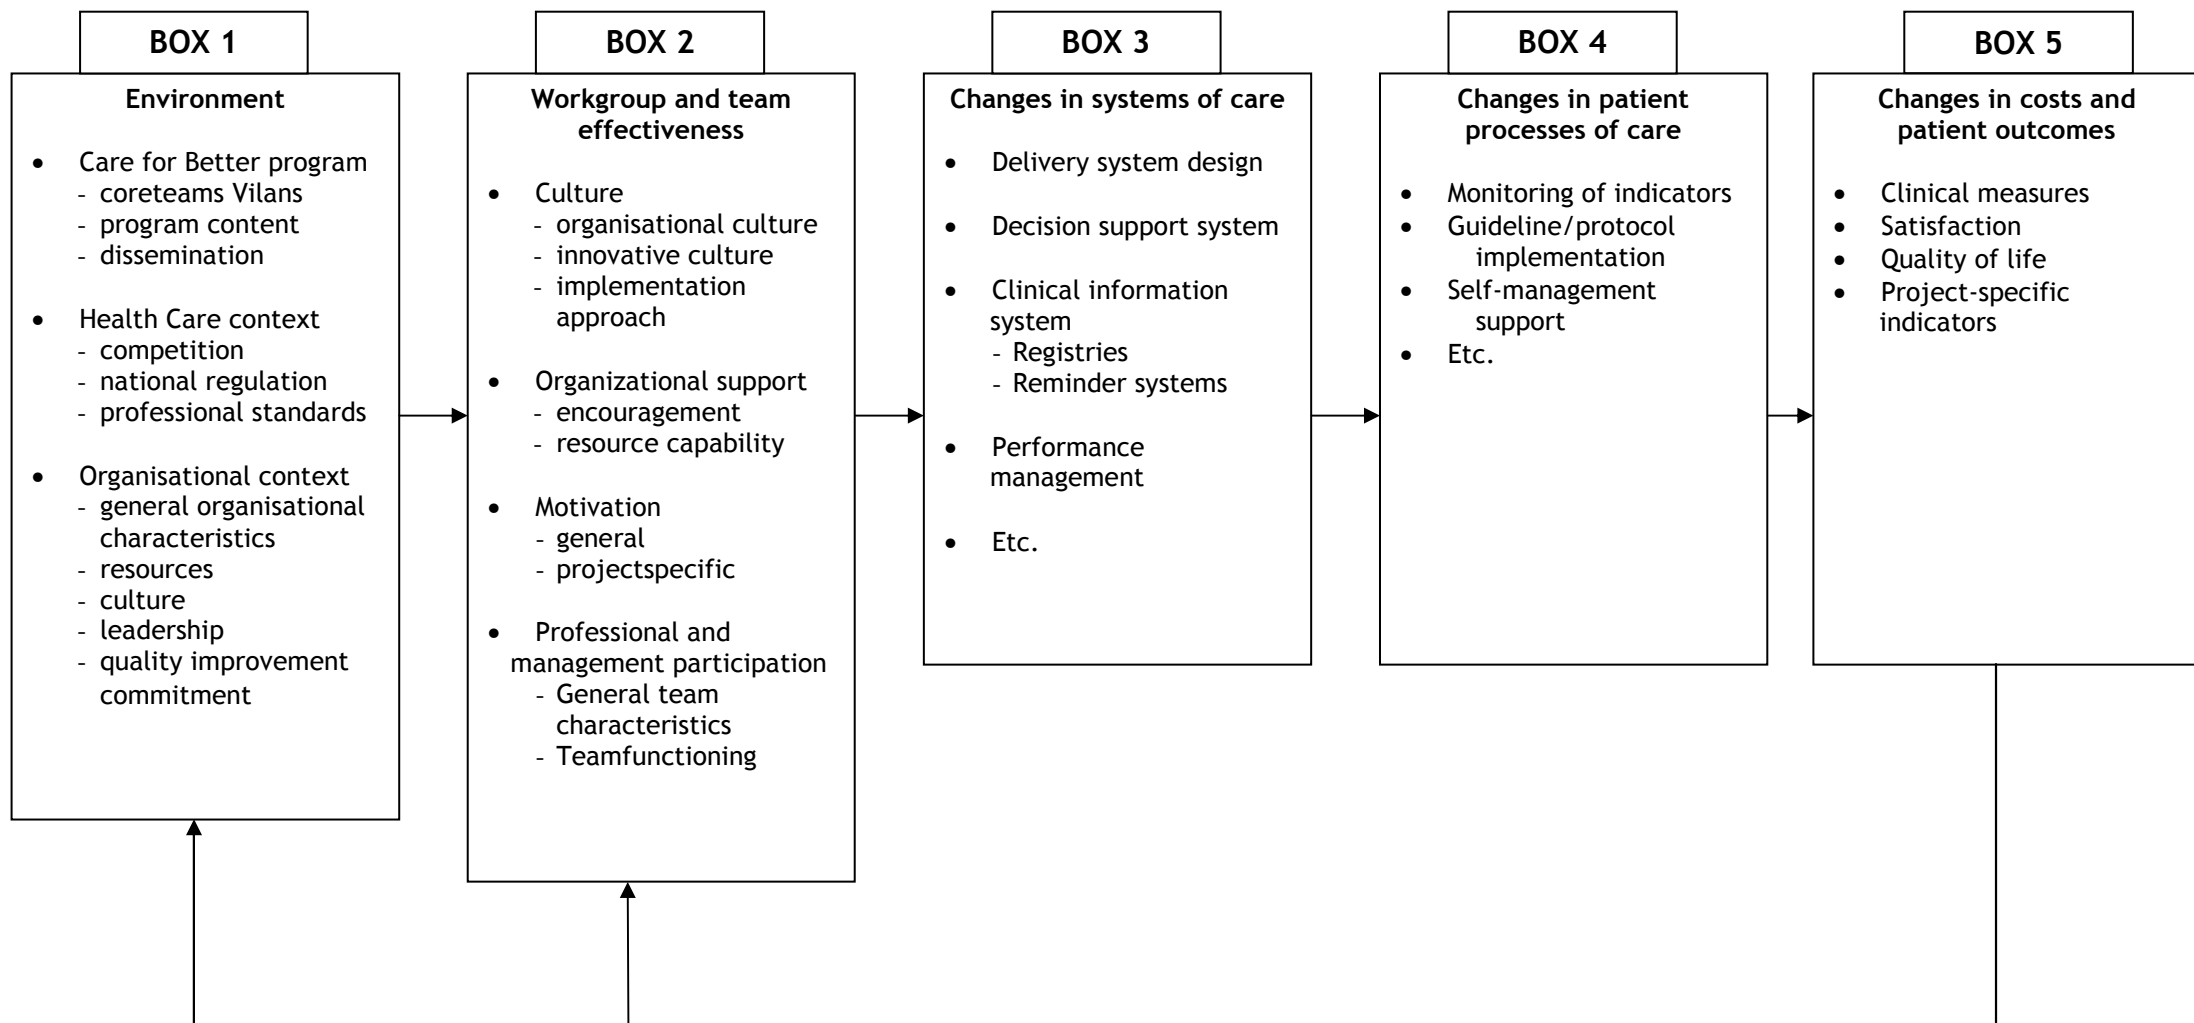 BOX 1
Environment
• Care for Better program
- coreteams Vilans
- program content
- dissemination
• Health Care context
- competition
- national regulation
- professional standards
• Organisational context
- general organisational
characteristics
- resources
- culture
- leadership
- quality improvement
commitment
BOX 2
Workgroup and team
effectiveness
• Culture
- organisational culture
- innovative culture
- implementation
approach
• Organizational support
- encouragement
- resource capability
• Motivation
- general
- projectspecific
• Professional and
management participation
- General team
characteristics
- Teamfunctioning
BOX 3
Changes in systems of care
• Delivery system design
• Decision support system
• Clinical information
system
- Registries
- Reminder systems
• Performance
management
• Etc.
BOX 4
Changes in patient
processes of care
• Monitoring of indicators
• Guideline/protocol
implementation
• Self-management
support
• Etc.
BOX 5
Changes in costs and
patient outcomes
• Clinical measures
• Satisfaction
• Quality of life
• Project-specific
indicators